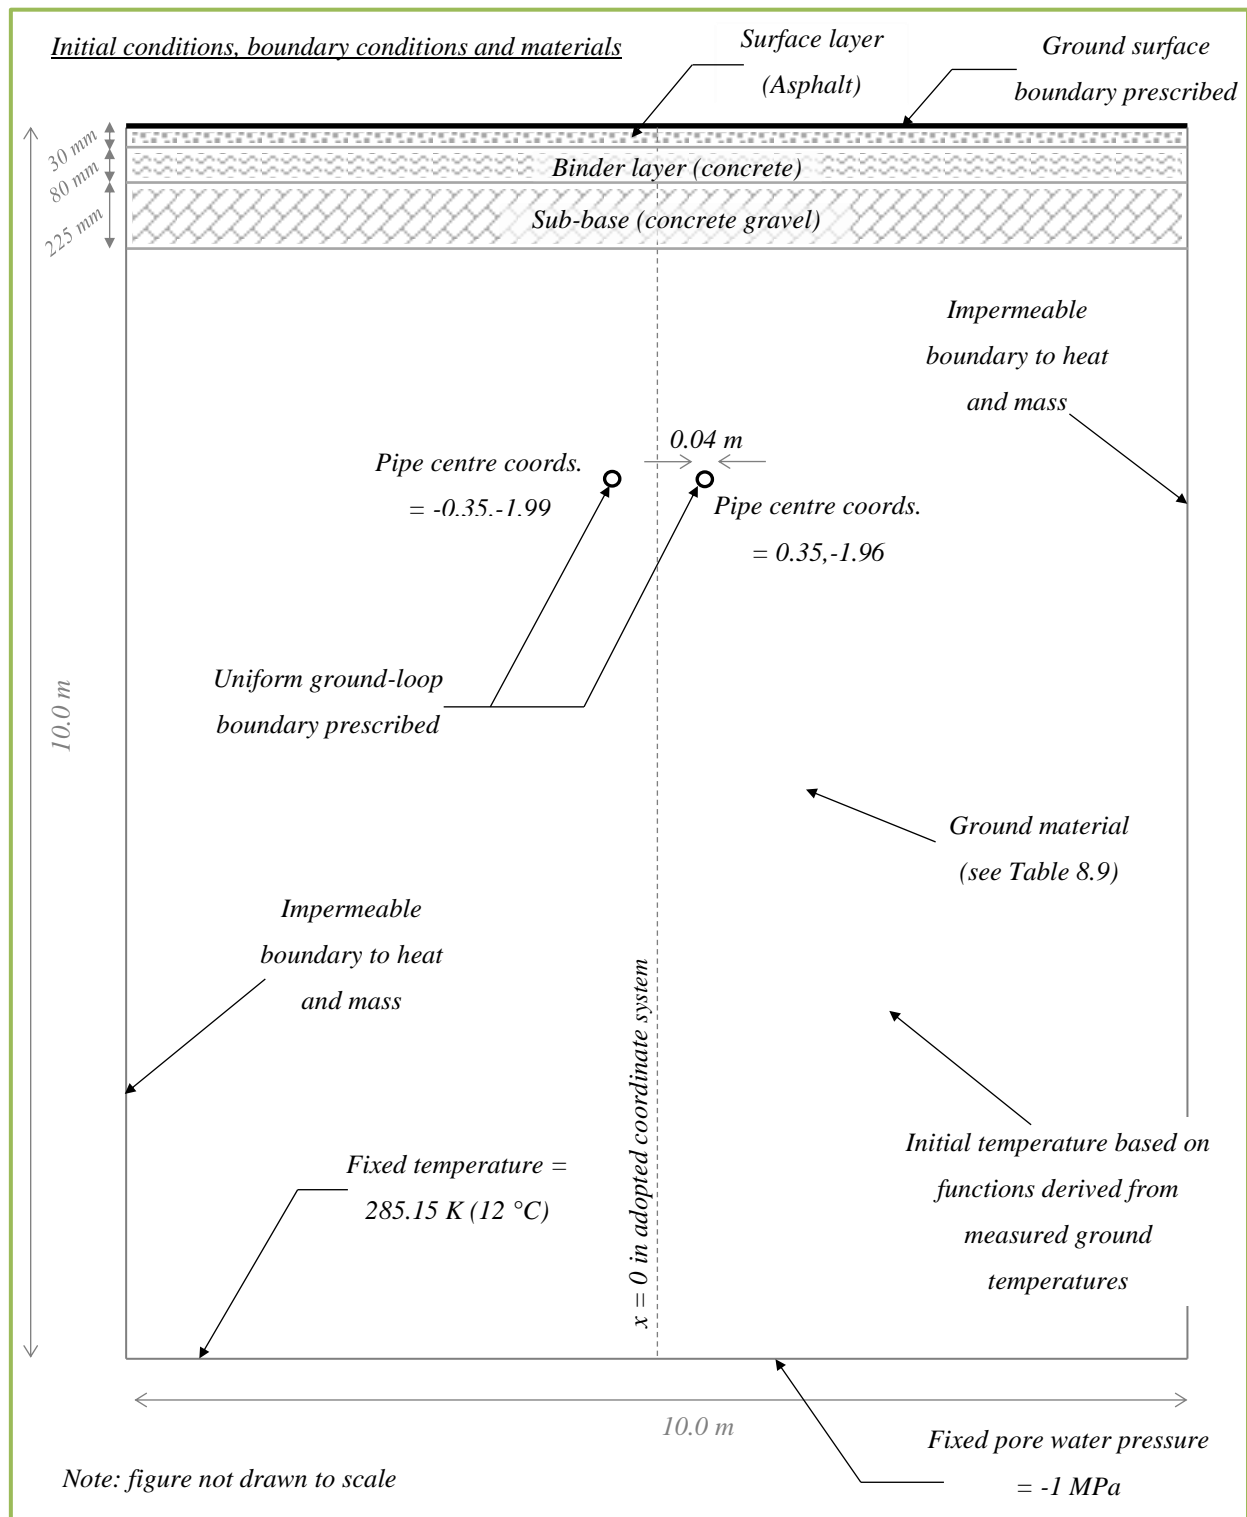 Initial conditions, boundary conditions and materials
Surface layer
(Asphalt)
Ground surface
boundary prescribed
30 mm
80 mm
225 mm
Binder layer (concrete)
Sub-base (concrete gravel)
Impermeable
boundary to heat
and mass
0.04 m
Pipe centre coords.
= -0.35,-1.99
Pipe centre coords.
= 0.35,-1.96
Uniform ground-loop
boundary prescribed
10.0 m
Ground material
(see Table 8.9)
Impermeable
boundary to heat
and mass
x = 0 in adopted coordinate system
Initial temperature based on
functions derived from
measured ground
temperatures
Fixed temperature =
285.15 K (12 °C)
10.0 m
Fixed pore water pressure
= -1 MPa
Note: figure not drawn to scale